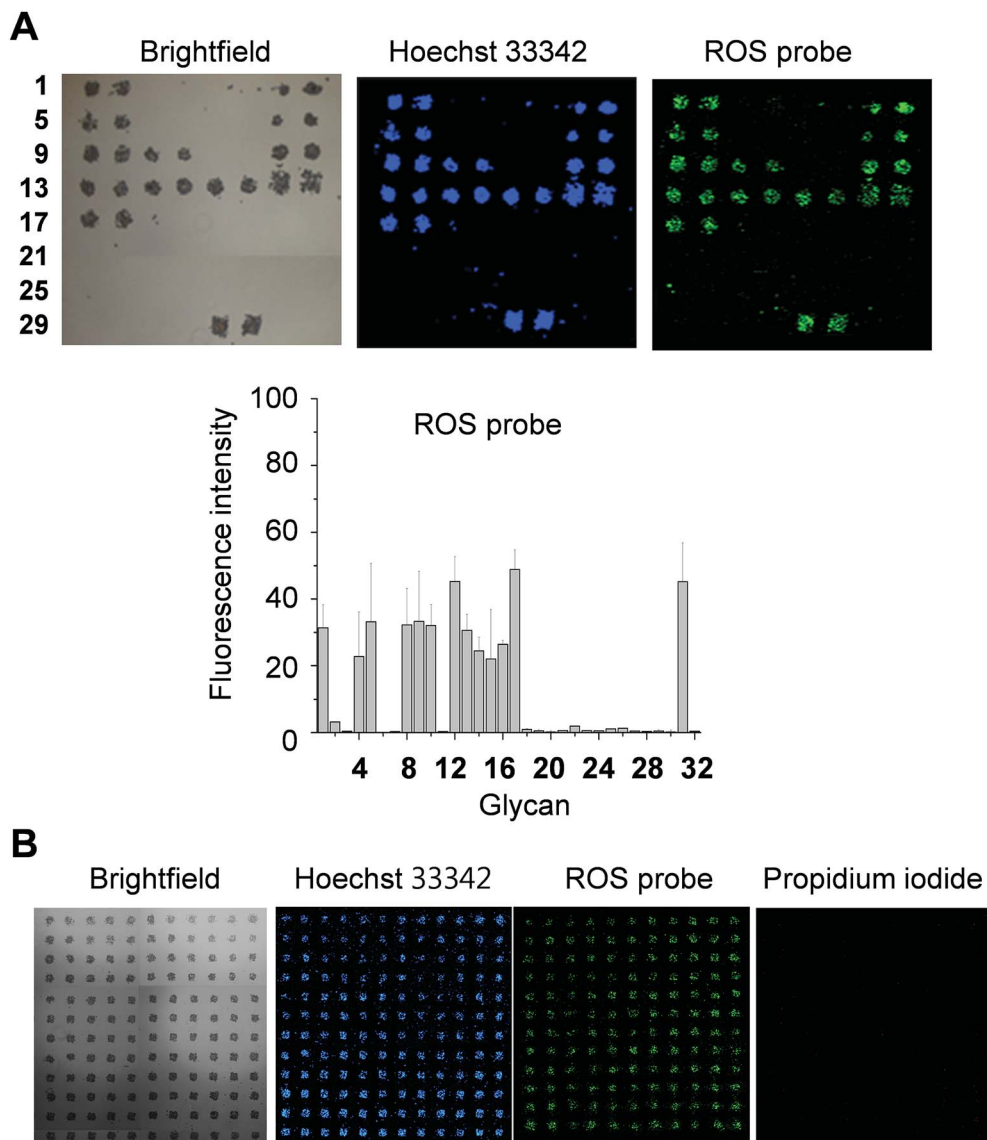 A
Brightfield Hoechst 33342 ROS probe
1
5
9
13
17
21
25
29
ROS probe
Fluorescence intensity
100
80
60
40
20
0
4 8 12 16 20 24 28 32
Glycan
B
Brightfield Hoechst 33342 ROS probe Propidium iodide